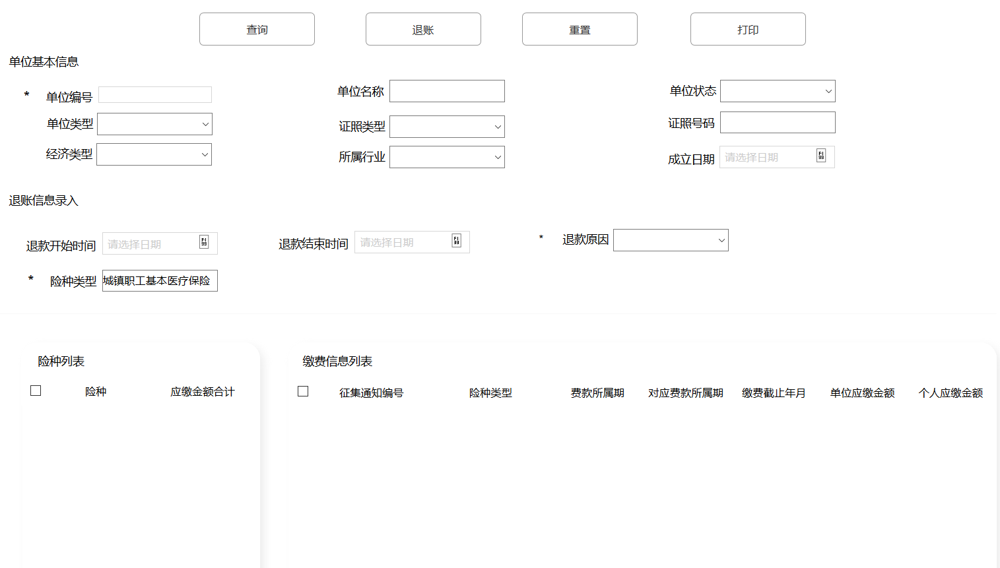 查询 退账 重置 打印
单位基本信息
* 单位编号 单位名称 单位状态
单位类型 证照类型 证照号码
经济类型 所属行业 成立日期 请选择日期
退账信息录入
退款开始时间 请选择日期 退款结束时间 请选择日期 * 退款原因
* 险种类型 城镇职工基本医疗保险
险种列表 缴费信息列表
险种 应缴金额合计 征集通知编号 险种类型 费款所属期 对应费款所属期 缴费截止年月 单位应缴金额 个人应缴金额